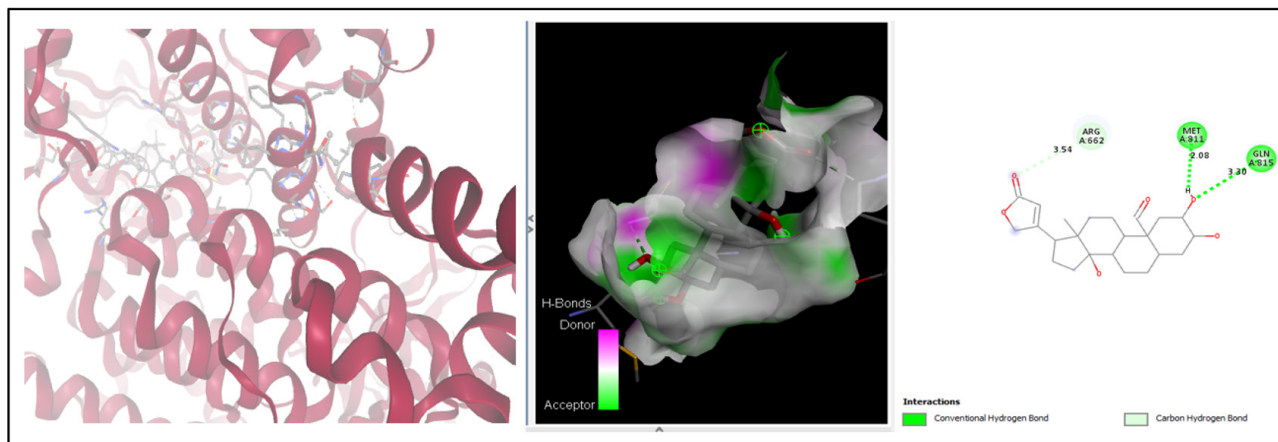 H-Bonds
Donor
Acceptor
ARG
A:662
3.54
MET
A:811
2.08
GLN
A:815
3.30
H
O
O
O
O
O
O
Interactions
Conventional Hydrogen Bond
Carbon Hydrogen Bond